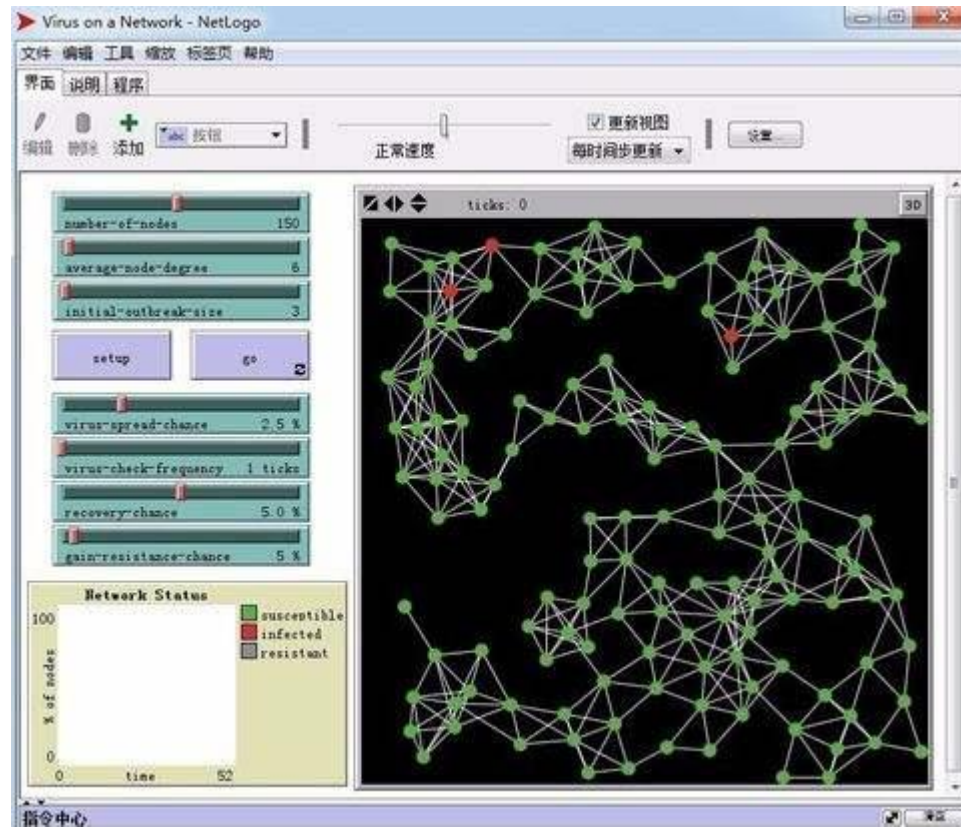 Virus on a Network - NetLogo
文件 编辑 工具 缩放 标签页 帮助
界面 说明 程序
编辑 删除 添加
abc 按钮
正常速度
更新视图
每时间步更新
设置...
number-of-nodes 150
average-node-degree 6
initial-outbreak-size 3
setup
go
virus-spread-chance 2.5 %
virus-check-frequency 1 ticks
recovery-chance 5.0 %
gain-resistance-chance 5 %
ticks: 0
3D
Network Status
100
% of nodes
0
0 time 52
susceptible
infected
resistant
指令中心
清空